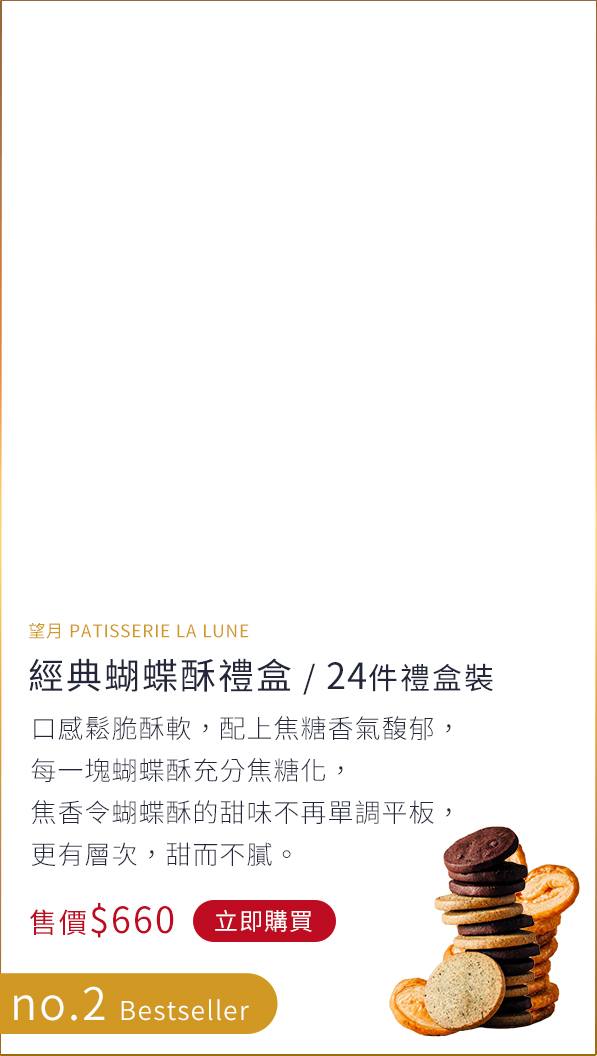 望月 PATISSERIE LA LUNE
經典蝴蝶酥禮盒 / 24件禮盒裝
口感鬆脆酥軟，配上焦糖香氣馥郁，
每一塊蝴蝶酥充分焦糖化，
焦香令蝴蝶酥的甜味不再單調平板，
更有層次，甜而不膩。
售價$660 立即購買
no.2 Bestseller